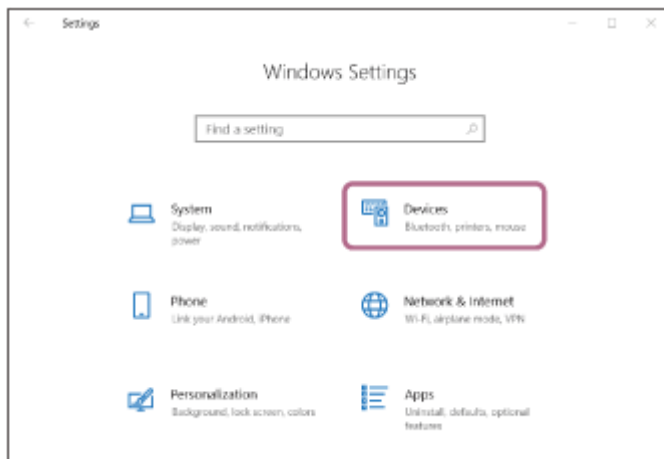 Settings
Windows Settings
Find a setting
System
Display, sound, notifications,
power
Devices
Bluetooth, printers, mouse
Phone
Link your Android, iPhone
Network & Internet
Wi-Fi, airplane mode, VPN
Personalization
Background, lock screen, colors
Apps
Uninstall, defaults, optional
features